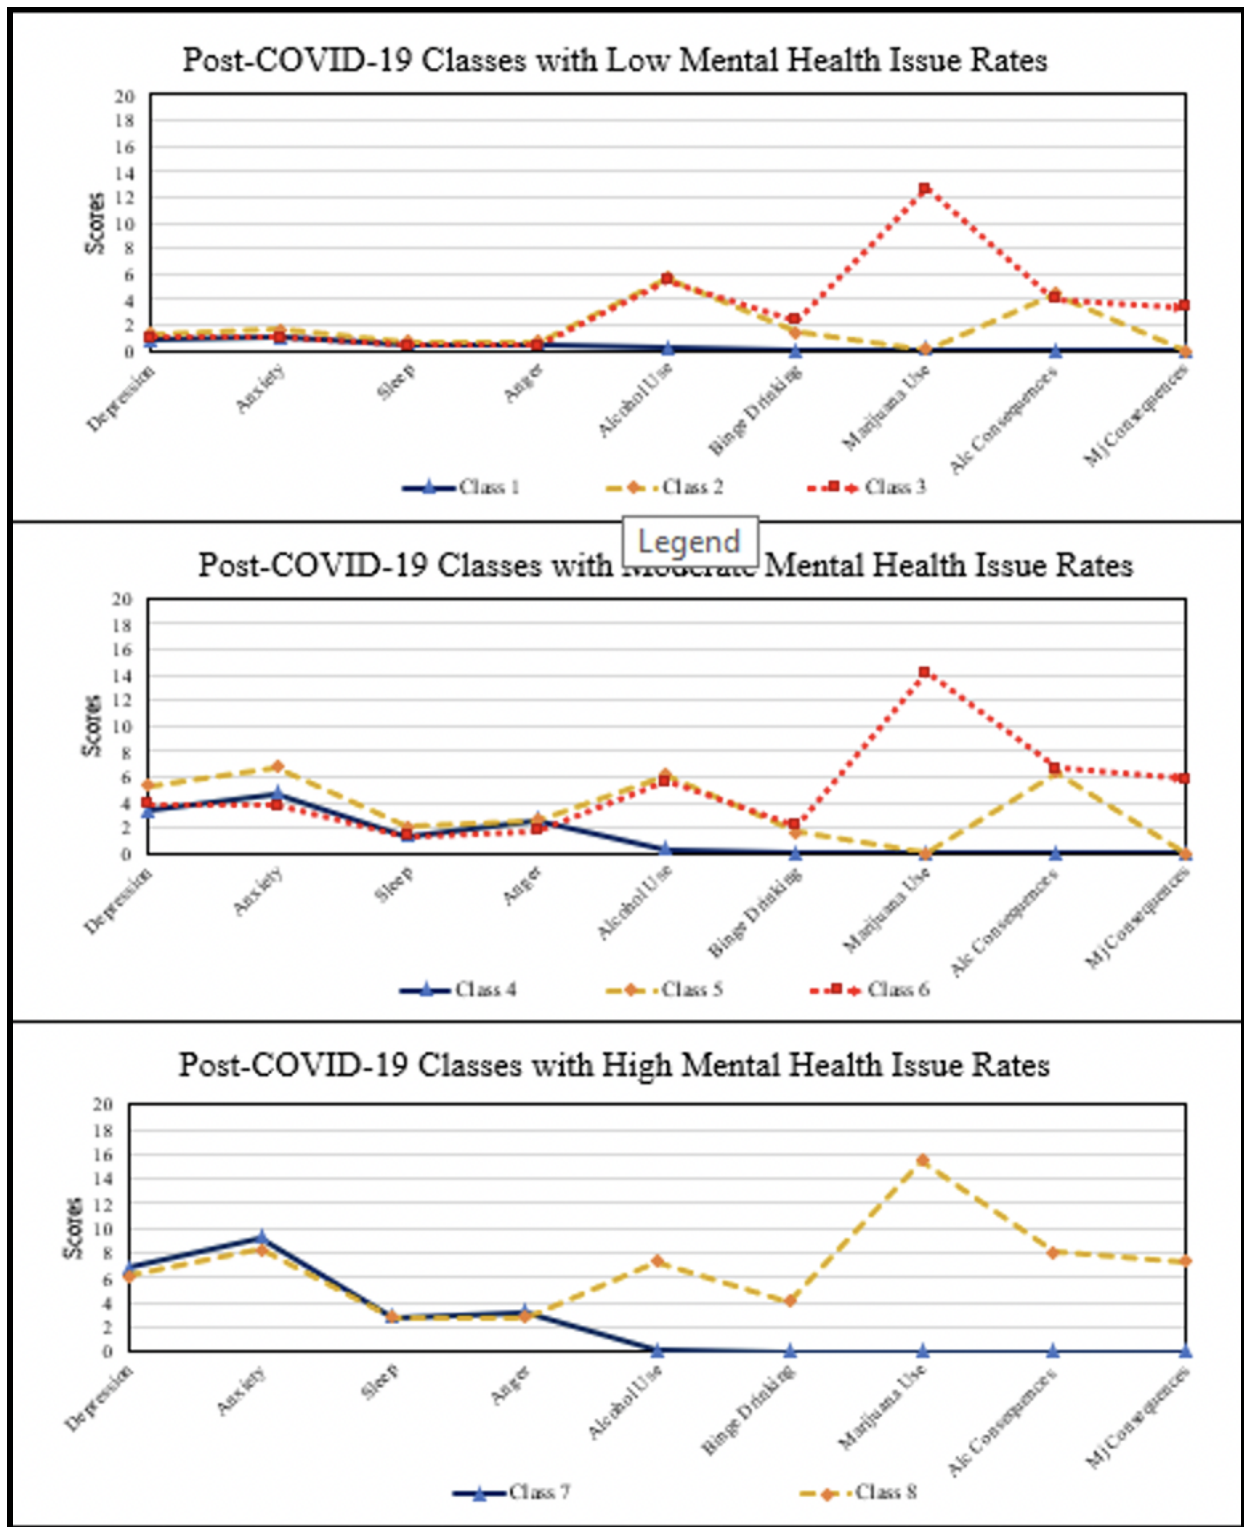 Post-COVID-19 Classes with Low Mental Health Issue Rates
20
18
16
14
12
10
8
6
4
2
0
Scores
Depression
Anxiety
Sleep
Anger
Alcohol Use
Binge Drinking
Marijuana Use
Alc Consequences
Mj Consequences
Class 1 Class 2 Class 3
Legend
Post-COVID-19 Classes with Moderate Mental Health Issue Rates
20
18
16
14
12
10
8
6
4
2
0
Scores
Depression
Anxiety
Sleep
Anger
Alcohol Use
Binge Drinking
Marijuana Use
Alc Consequences
Mj Consequences
Class 4 Class 5 Class 6
Post-COVID-19 Classes with High Mental Health Issue Rates
20
18
16
14
12
10
8
6
4
2
0
Scores
Depression
Anxiety
Sleep
Anger
Alcohol Use
Binge Drinking
Marijuana Use
Alc Consequences
Mj Consequences
Class 7 Class 8